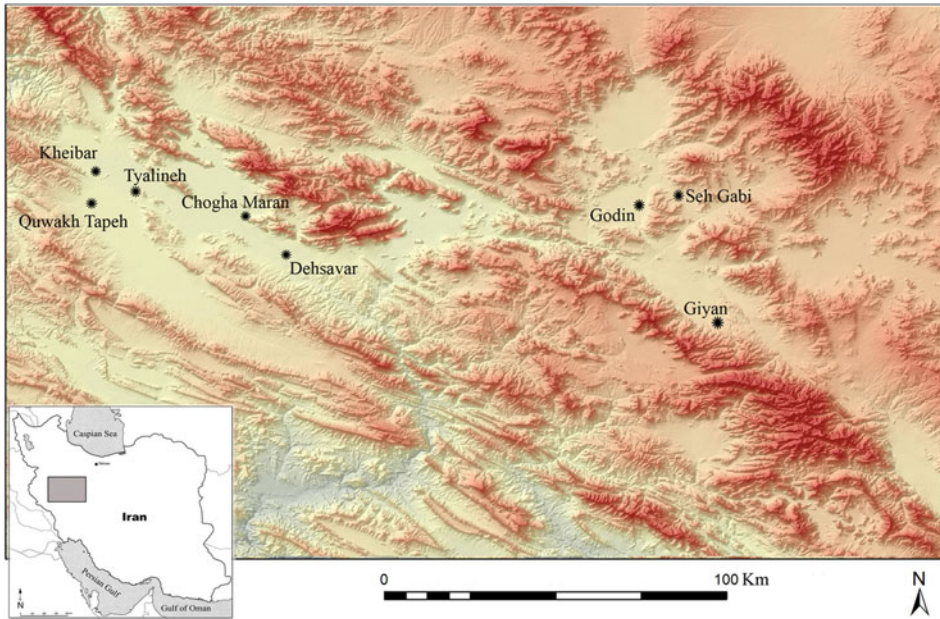 Kheibar
Tyalineh
Quwakh Tapeh
Chogha Maran
Dehsavar
Godin
Seh Gabi
Giyan
Caspian Sea
Iran
Persian Gulf
Gulf of Oman
N
0
100 Km
N